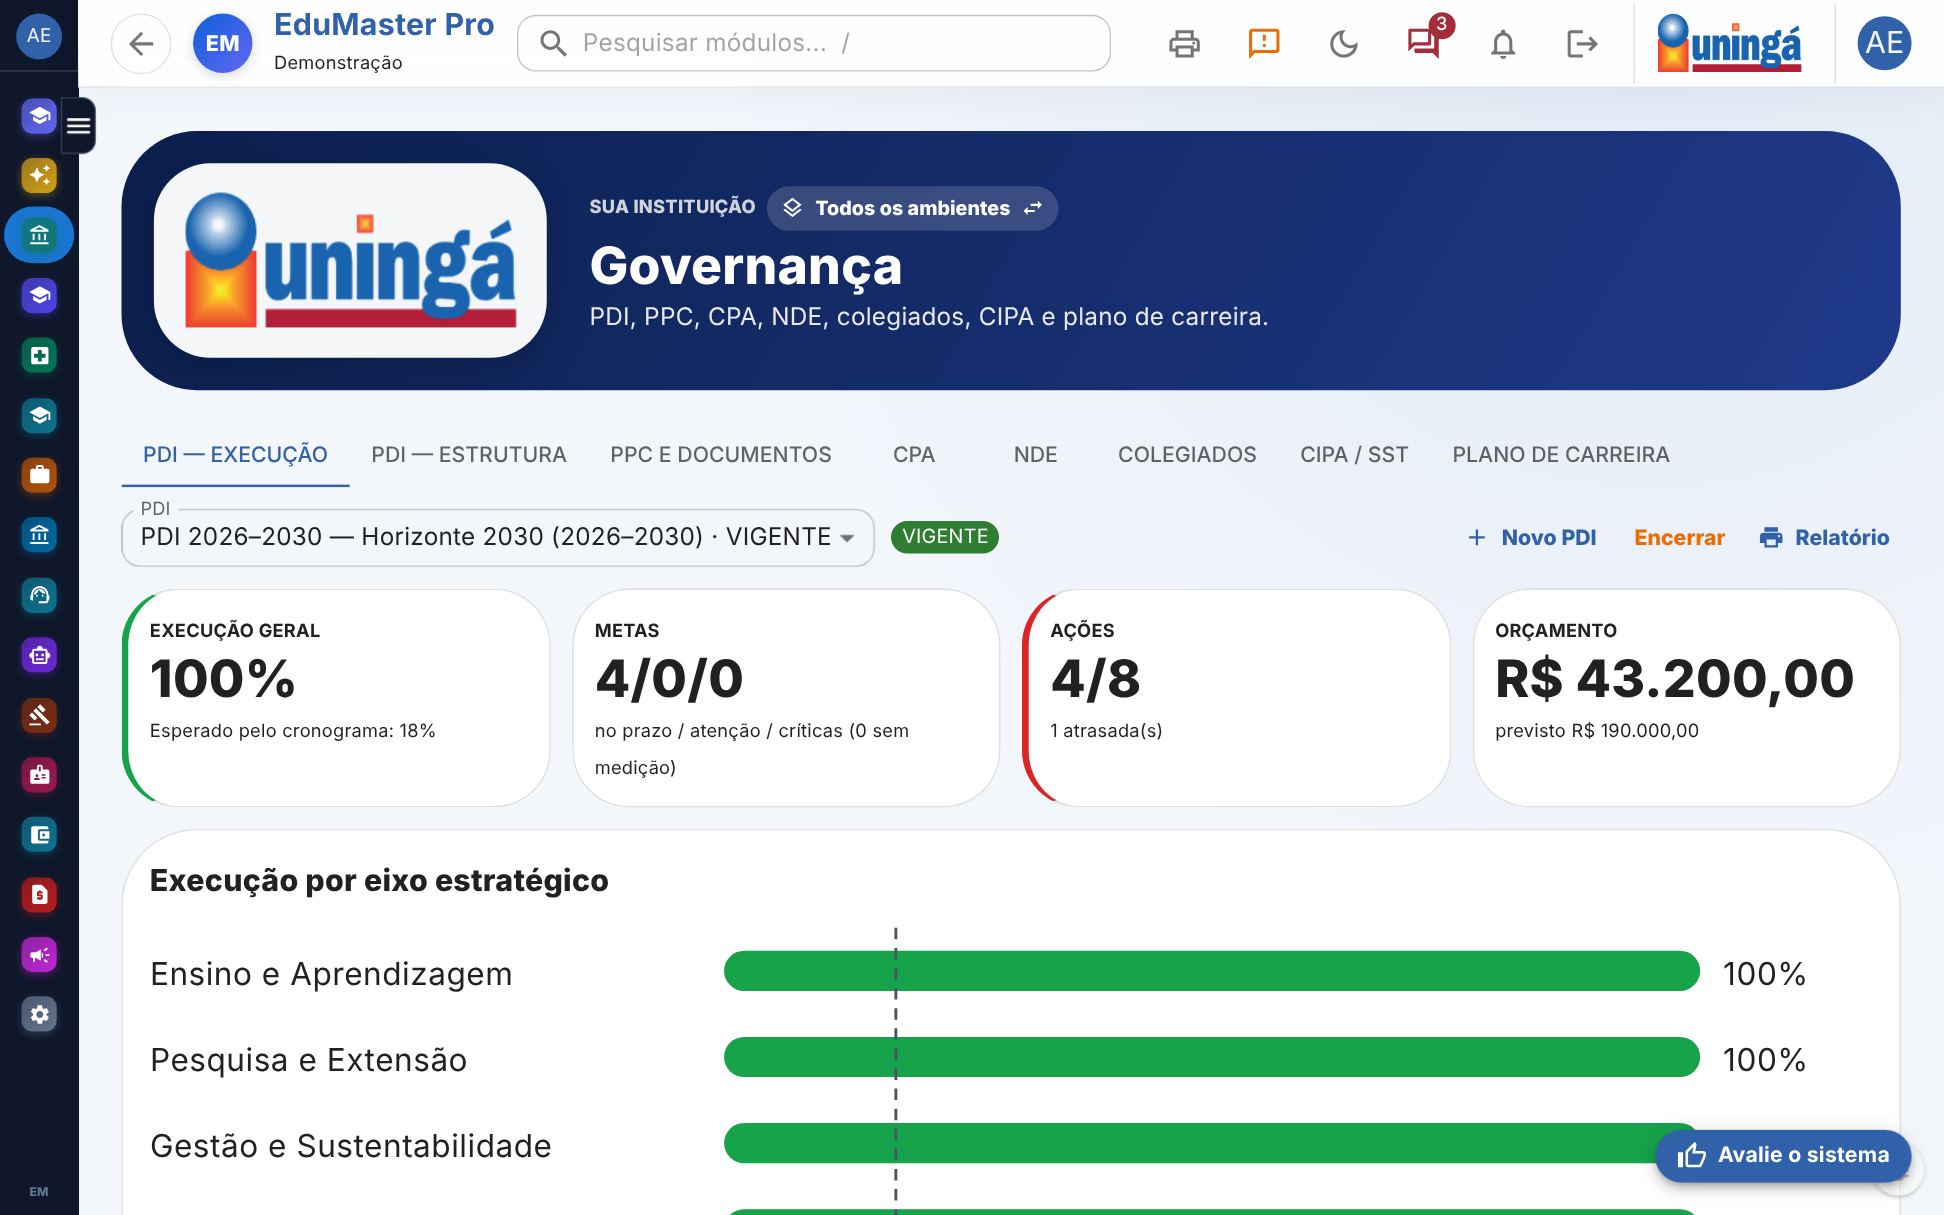 AE
EM
EduMaster Pro
Demonstração
Pesquisar módulos... /
3
uningá
AE
uningá
SUA INSTITUIÇÃO
Todos os ambientes
Governança
PDI, PPC, CPA, NDE, colegiados, CIPA e plano de carreira.
PDI — EXECUÇÃO
PDI — ESTRUTURA
PPC E DOCUMENTOS
CPA
NDE
COLEGIADOS
CIPA / SST
PLANO DE CARREIRA
PDI
PDI 2026–2030 — Horizonte 2030 (2026–2030) · VIGENTE
VIGENTE
+ Novo PDI
Encerrar
Relatório
EXECUÇÃO GERAL
100%
Esperado pelo cronograma: 18%
METAS
4/0/0
no prazo / atenção / críticas (0 sem
medição)
AÇÕES
4/8
1 atrasada(s)
ORÇAMENTO
R$ 43.200,00
previsto R$ 190.000,00
Execução por eixo estratégico
Ensino e Aprendizagem
100%
Pesquisa e Extensão
100%
Gestão e Sustentabilidade
Avalie o sistema
EM